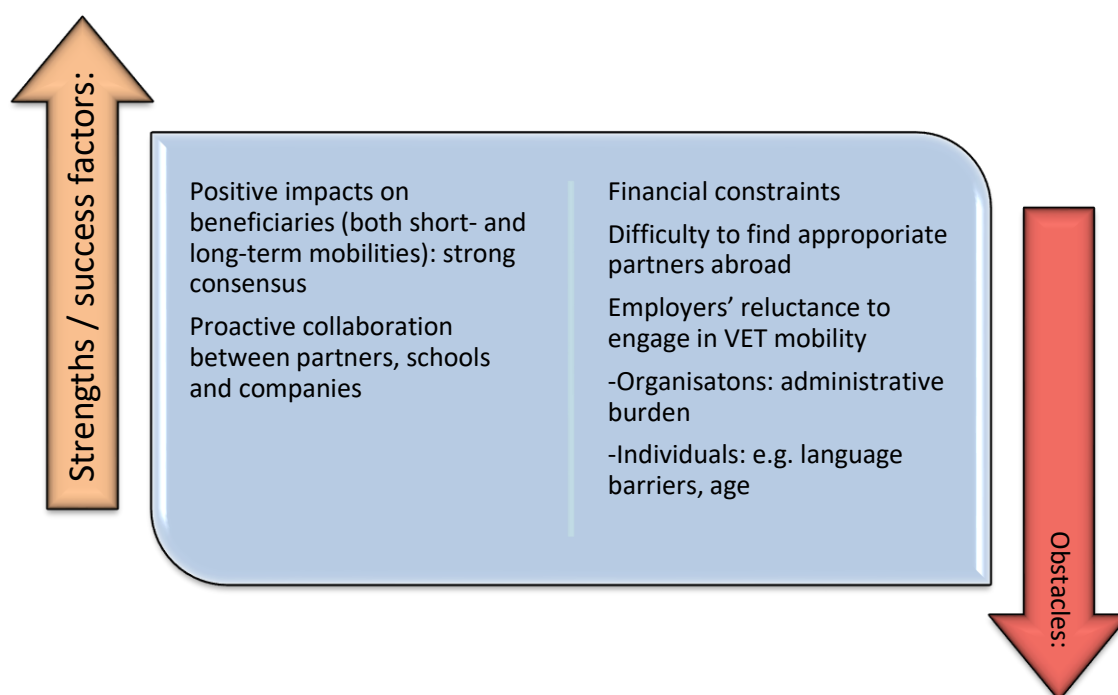 Strengths / success factors:
Positive impacts on
beneficiaries (both short- and
long-term mobilities): strong
consensus
Proactive collaboration
between partners, schools
and companies
Financial constraints
Difficulty to find approporiate
partners abroad
Employers’ reluctance to
engage in VET mobility
-Organisatons: administrative
burden
-Individuals: e.g. language
barriers, age
Obstacles: